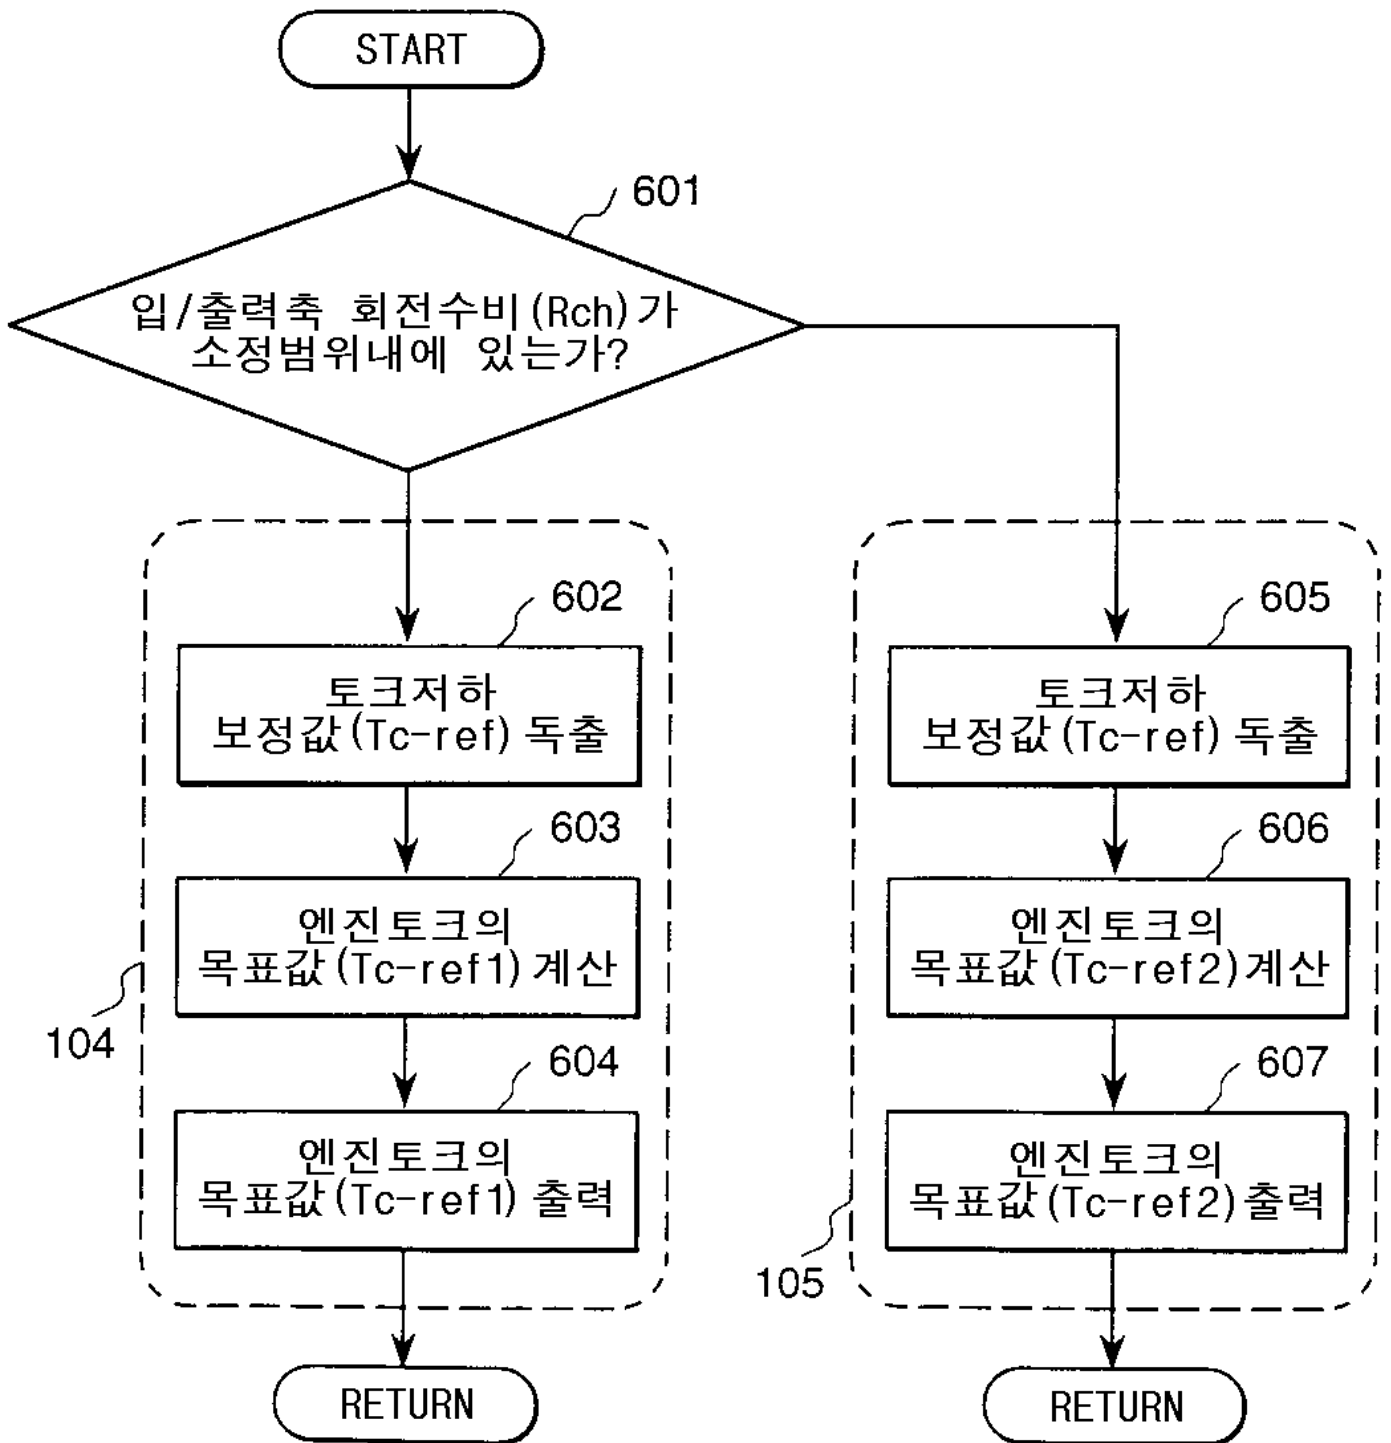 START
601
입/출력축 회전수비(Rch)가
소정범위내에 있는가?
602
토크저하
보정값(Tc-ref) 독출
603
엔진토크의
목표값(Tc-ref1) 계산
104
604
엔진토크의
목표값(Tc-ref1) 출력
RETURN
605
토크저하
보정값(Tc-ref) 독출
606
엔진토크의
목표값(Tc-ref2)계산
607
엔진토크의
목표값(Tc-ref2)출력
105
RETURN